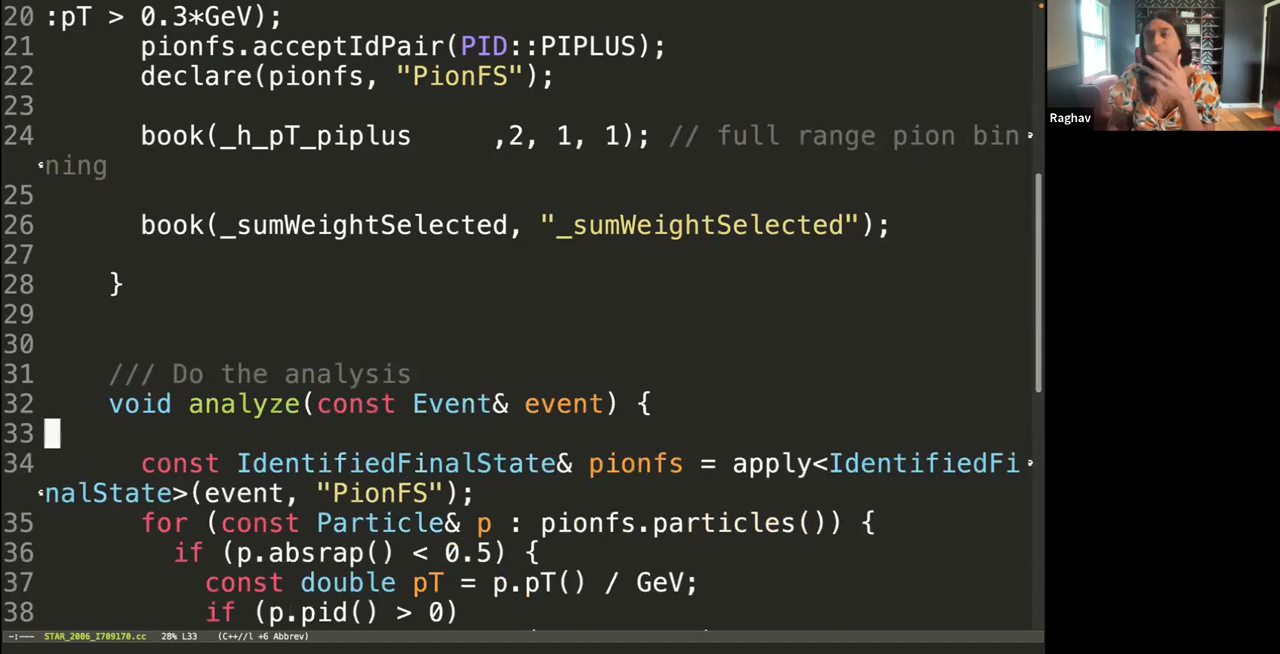 20 :pT > 0.3*GeV);
21 pionfs.acceptIdPair(PID::PIPLUS);
22 declare(pionfs, "PionFS");
23
24 book(_h_pT_piplus ,2, 1, 1); // full range pion bin
ning
25
26 book(_sumWeightSelected, "_sumWeightSelected");
27
28 }
29
30
31 /// Do the analysis
32 void analyze(const Event& event) {
33
34 const IdentifiedFinalState& pionfs = apply<IdentifiedFi
nalState>(event, "PionFS");
35 for (const Particle& p : pionfs.particles()) {
36 if (p.absrap() < 0.5) {
37 const double pT = p.pT() / GeV;
38 if (p.pid() > 0)
-:--- STAR_2006_I709170.cc 28% L33 (C++//l +6 Abbrev)
Raghav